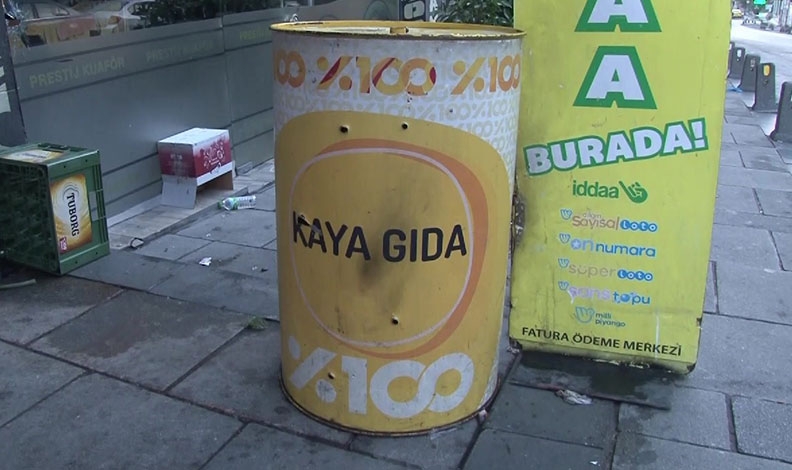 PRESTİJ KUAFÖR
PRESTİJ KUAFÖR
TUBORG
%100 %100
KAYA GIDA
%100
A
A
BURADA!
iddaa
Sayısal LOTO
on numara
süper LOTO
şans topu
milli piyango
FATURA ÖDEME MERKEZİ